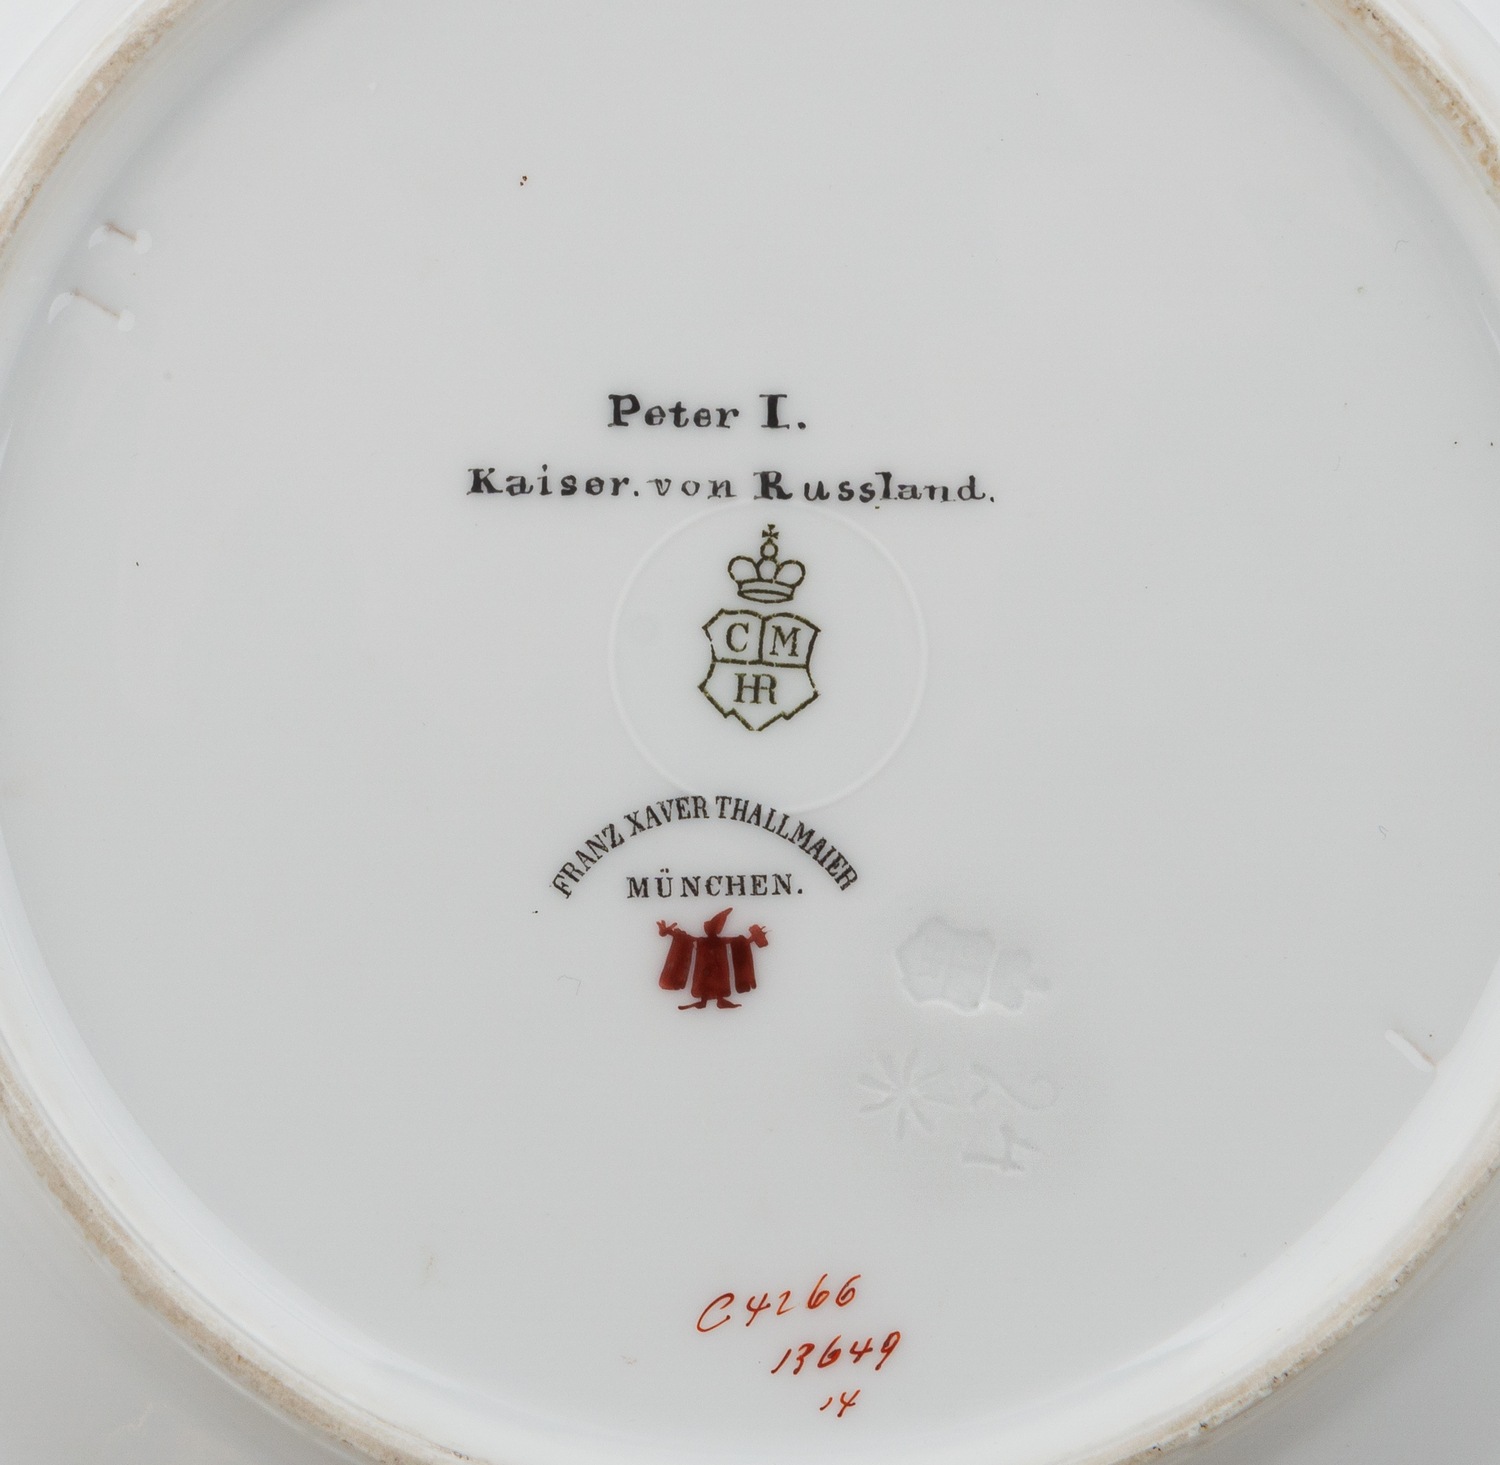 Peter I.
Kaiser. von Russland.
C M
HR
FRANZ XAVER THALLMAIER
MÜNCHEN.
C4266
13649
14